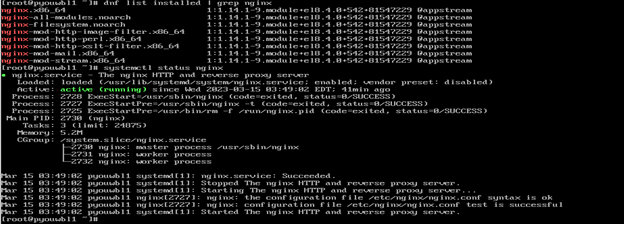 [root@pyouwbl1 ~]# dnf list installed | grep nginx
nginx.x86_64 1:1.14.1-9.module+el8.4.0+542+81547229 @appstream
nginx-all-modules.noarch 1:1.14.1-9.module+el8.4.0+542+81547229 @appstream
nginx-filesystem.noarch 1:1.14.1-9.module+el8.4.0+542+81547229 @appstream
nginx-mod-http-image-filter.x86_64 1:1.14.1-9.module+el8.4.0+542+81547229 @appstream
nginx-mod-http-perl.x86_64 1:1.14.1-9.module+el8.4.0+542+81547229 @appstream
nginx-mod-http-xslt-filter.x86_64 1:1.14.1-9.module+el8.4.0+542+81547229 @appstream
nginx-mod-mail.x86_64 1:1.14.1-9.module+el8.4.0+542+81547229 @appstream
nginx-mod-stream.x86_64 1:1.14.1-9.module+el8.4.0+542+81547229 @appstream
[root@pyouwbl1 ~]# systemctl status nginx
● nginx.service - The nginx HTTP and reverse proxy server
Loaded: loaded (/usr/lib/systemd/system/nginx.service; enabled; vendor preset: disabled)
Active: active (running) since Wed 2023-03-15 03:49:02 EDT; 41min ago
Process: 2728 ExecStart=/usr/sbin/nginx (code=exited, status=0/SUCCESS)
Process: 2727 ExecStartPre=/usr/sbin/nginx -t (code=exited, status=0/SUCCESS)
Process: 2725 ExecStartPre=/usr/bin/rm -f /run/nginx.pid (code=exited, status=0/SUCCESS)
Main PID: 2730 (nginx)
Tasks: 3 (limit: 24875)
Memory: 5.2M
CGroup: /system.slice/nginx.service
├─2730 nginx: master process /usr/sbin/nginx
├─2731 nginx: worker process
└─2732 nginx: worker process
Mar 15 03:49:02 pyouwbl1 systemd[1]: nginx.service: Succeeded.
Mar 15 03:49:02 pyouwbl1 systemd[1]: Stopped The nginx HTTP and reverse proxy server.
Mar 15 03:49:02 pyouwbl1 systemd[1]: Starting The nginx HTTP and reverse proxy server...
Mar 15 03:49:02 pyouwbl1 nginx[2727]: nginx: the configuration file /etc/nginx/nginx.conf syntax is ok
Mar 15 03:49:02 pyouwbl1 nginx[2727]: nginx: configuration file /etc/nginx/nginx.conf test is successful
Mar 15 03:49:02 pyouwbl1 systemd[1]: Started The nginx HTTP and reverse proxy server.
[root@pyouwbl1 ~]#